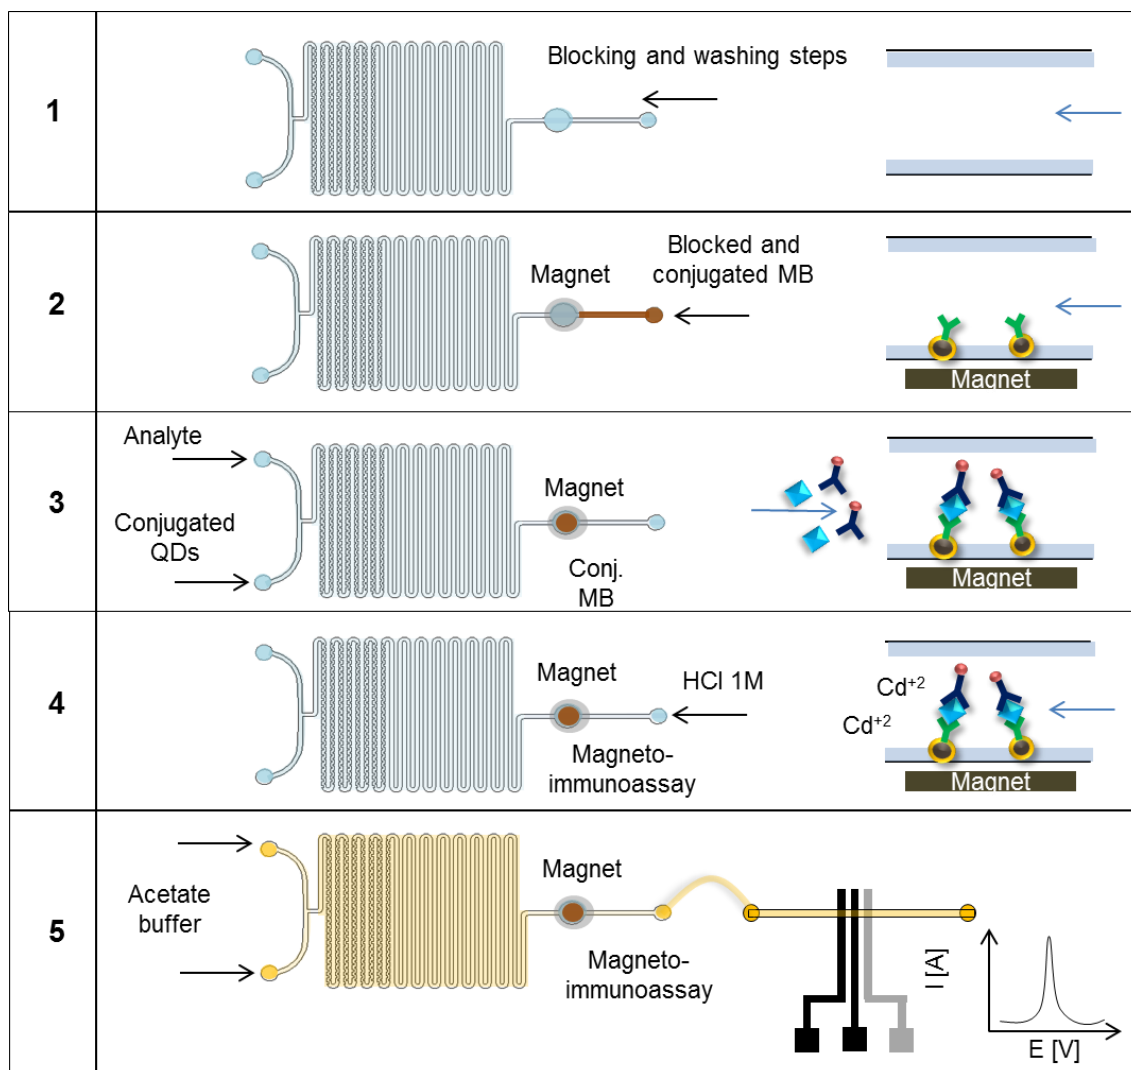 1
Blocking and washing steps
2
Magnet
Blocked and
conjugated MB
Magnet
3
Analyte
Conjugated
QDs
Magnet
Conj.
MB
Magnet
4
Magnet
HCl 1M
Magneto-
immunoassay
Cd+2
Cd+2
Magnet
5
Acetate
buffer
Magnet
Magneto-
immunoassay
I [A]
E [V]